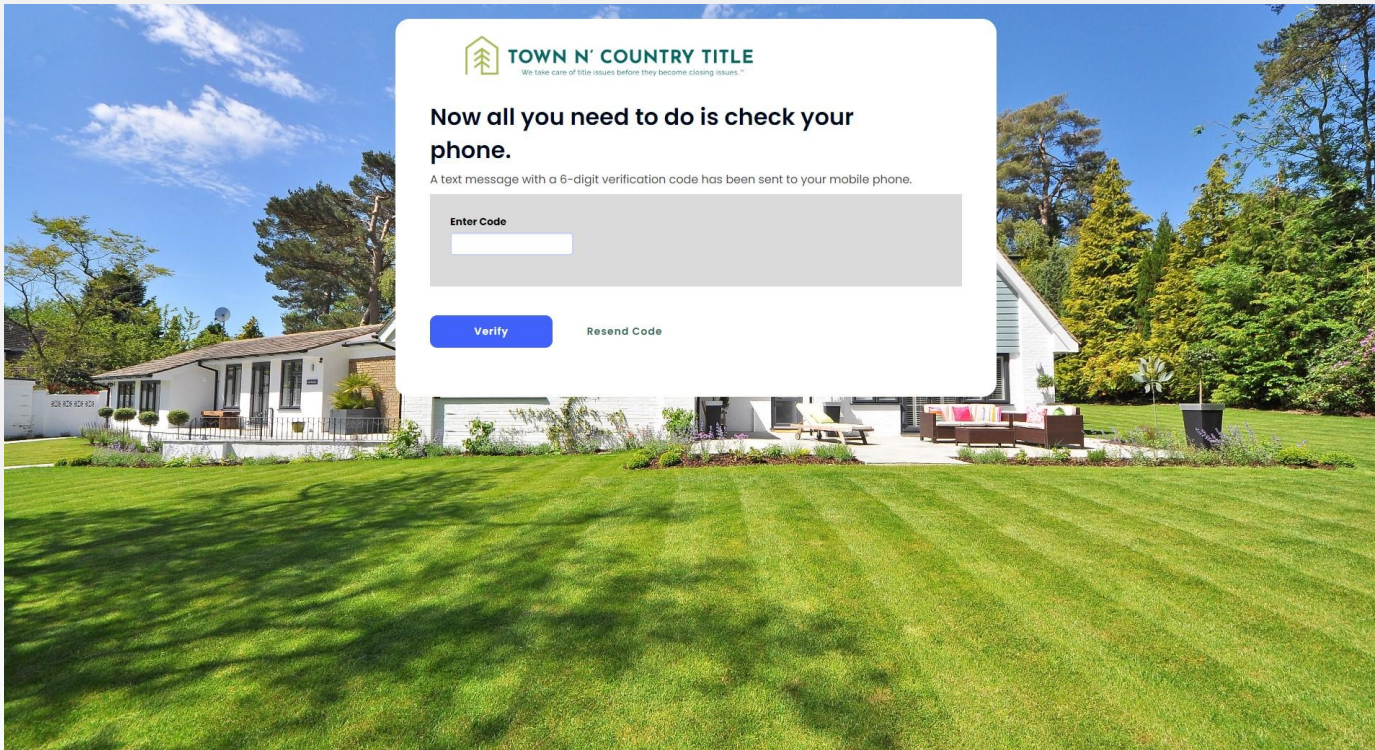 TOWN N' COUNTRY TITLE
We take care of title issues before they become closing issues.™
Now all you need to do is check your
phone.
A text message with a 6-digit verification code has been sent to your mobile phone.
Enter Code
Verify
Resend Code